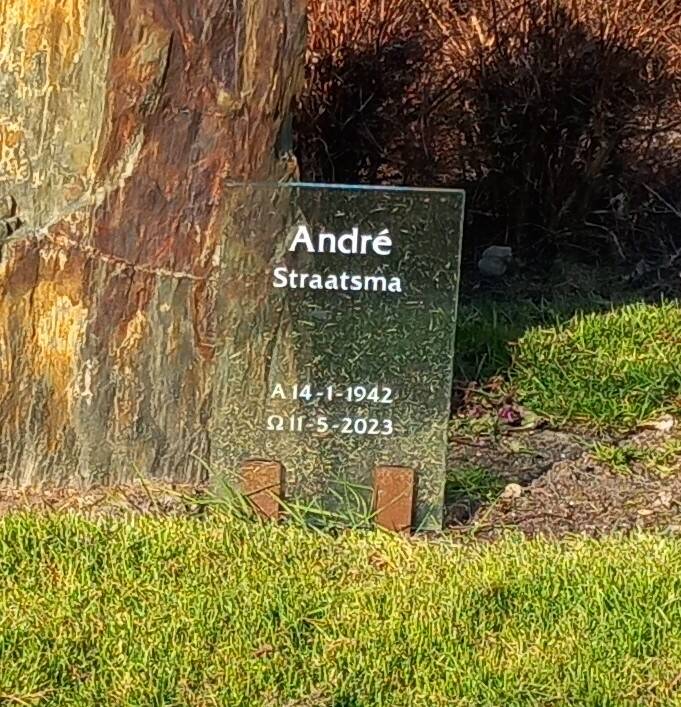 André
Straatsma
A 14-1-1942
Ω 11-5-2023